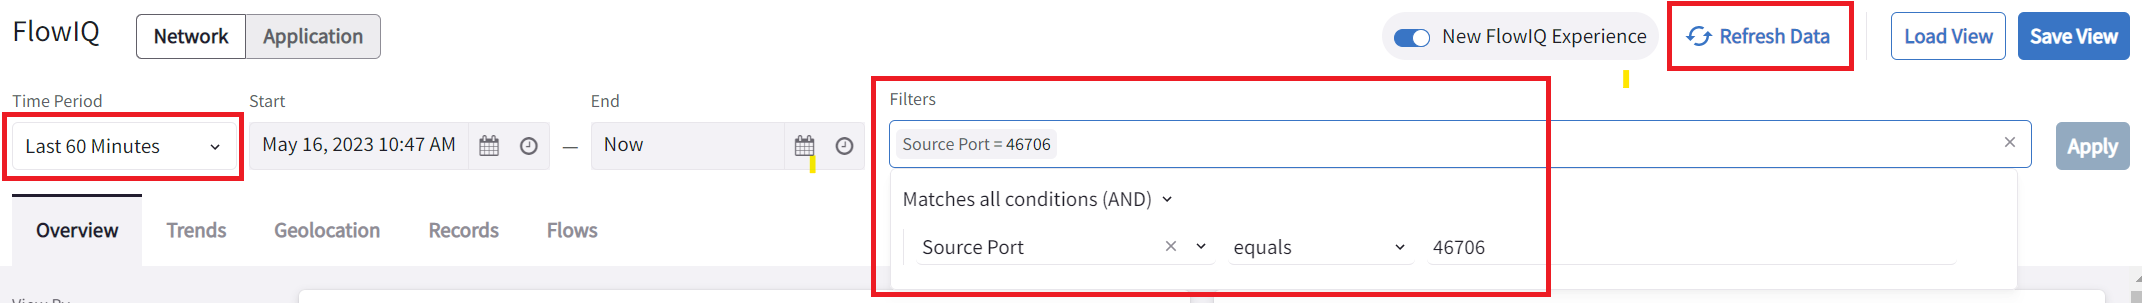 FlowIQ
Network Application
New FlowIQ Experience
Refresh Data
Load View
Save View
Time Period
Start
End
Filters
Last 60 Minutes
May 16, 2023 10:47 AM
—
Now
Source Port = 46706
Apply
Matches all conditions (AND)
Source Port
equals
46706
Overview
Trends
Geolocation
Records
Flows
View By